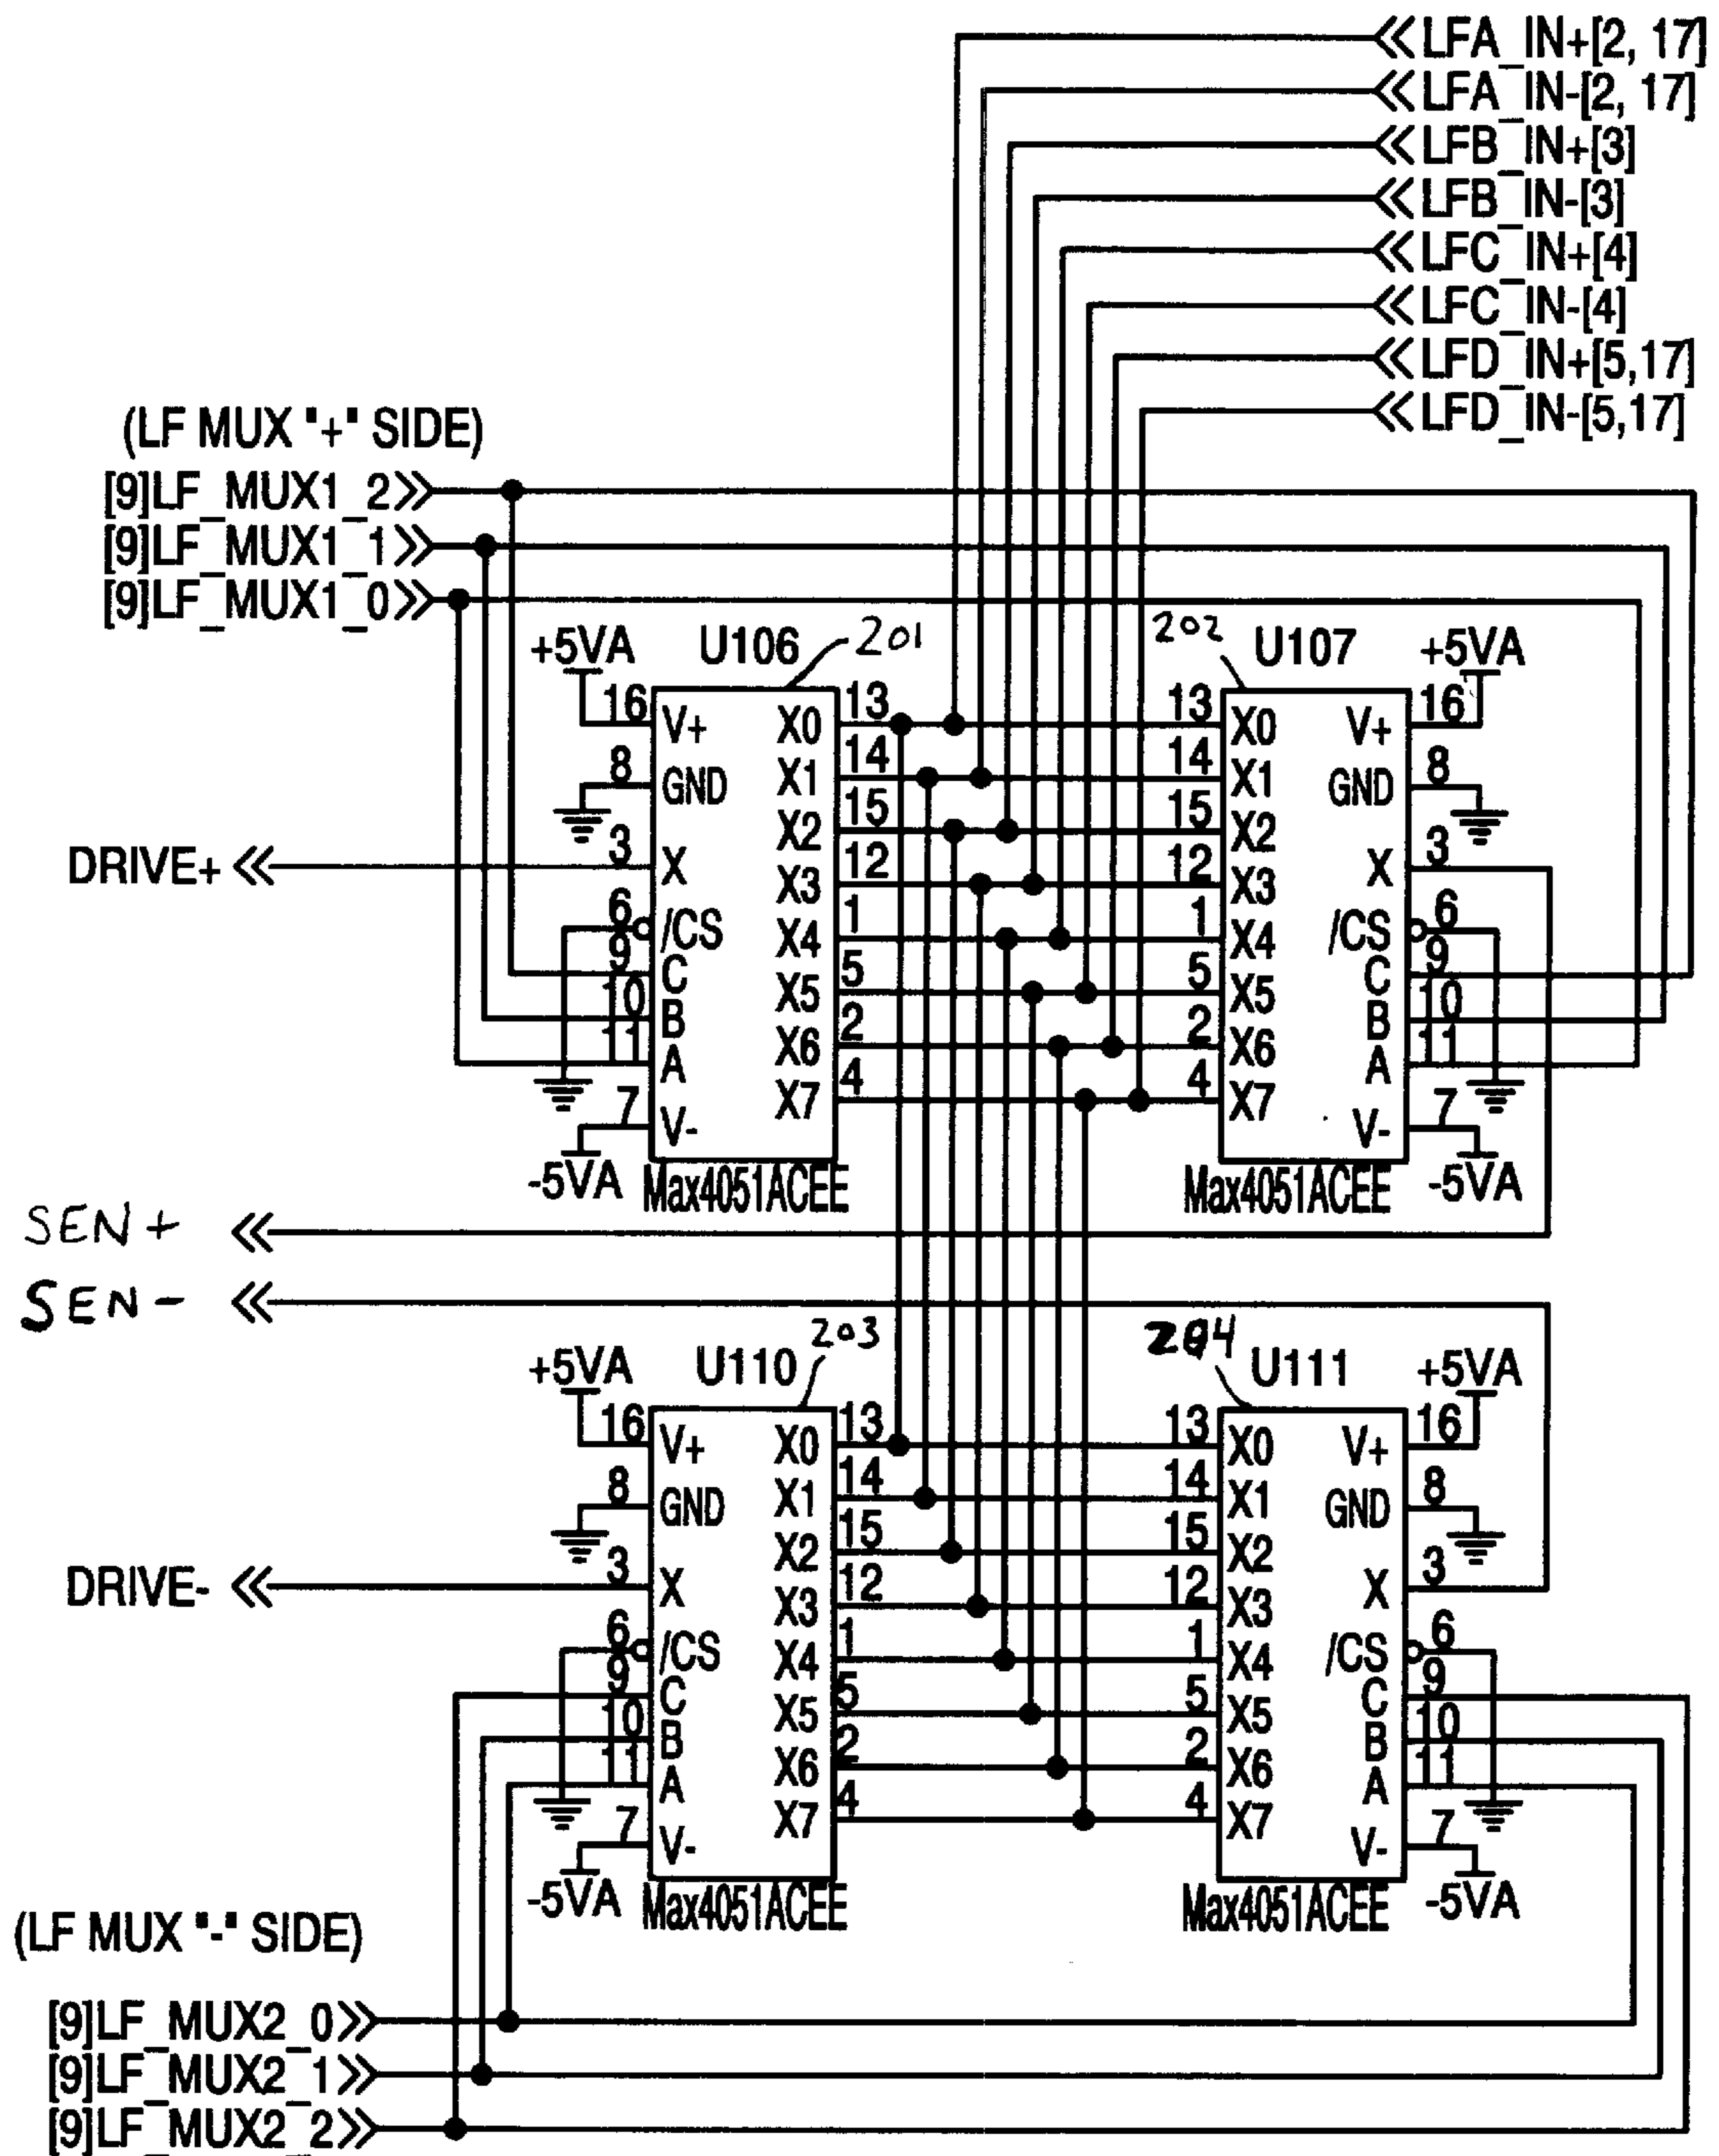 <<LFA_IN+[2, 17]
<<LFA_IN-[2, 17]
<<LFB_IN+[3]
<<LFB_IN-[3]
<<LFC_IN+[4]
<<LFC_IN-[4]
<<LFD_IN+[5,17]
<<LFD_IN-[5,17]
(LF MUX "+" SIDE)
[9]LF_MUX1_2>>
[9]LF_MUX1_1>>
[9]LF_MUX1_0>>
+5VA U106 201 202 U107 +5VA
16 V+ X0 13 13 X0 V+ 16
8 GND X1 14 14 X1 GND 8
X2 15 15 X2
DRIVE+ << 3 X X3 12 12 X3 X 3
6 /CS X4 1 1 X4 /CS 6
9 C X5 5 5 X5 C 9
10 B X6 2 2 X6 B 10
11 A X7 4 4 X7 A 11
7 V- V- 7
-5VA Max4051ACEE Max4051ACEE -5VA
SEN+ <<
SEN- <<
+5VA U110 203 204 U111 +5VA
16 V+ X0 13 13 X0 V+ 16
8 GND X1 14 14 X1 GND 8
X2 15 15 X2
DRIVE- << 3 X X3 12 12 X3 X 3
6 /CS X4 1 1 X4 /CS 6
9 C X5 5 5 X5 C 9
10 B X6 2 2 X6 B 10
11 A X7 4 4 X7 A 11
7 V- V- 7
-5VA Max4051ACEE Max4051ACEE -5VA
(LF MUX "-" SIDE)
[9]LF_MUX2_0>>
[9]LF_MUX2_1>>
[9]LF_MUX2_2>>